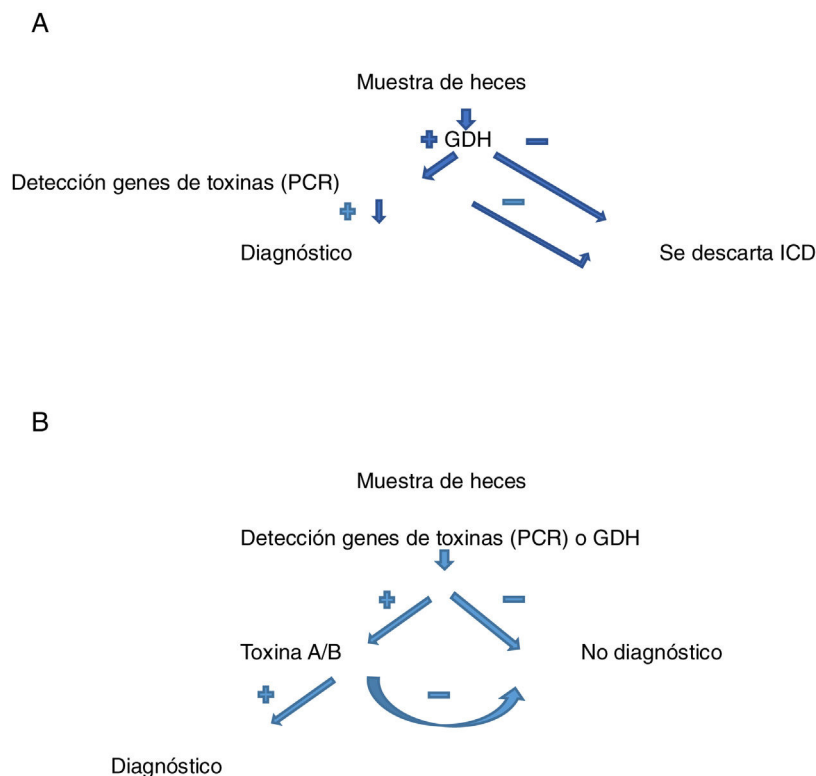 A
Muestra de heces
GDH
Detección genes de toxinas (PCR)
Diagnóstico
Se descarta ICD
B
Muestra de heces
Detección genes de toxinas (PCR) o GDH
Toxina A/B
No diagnóstico
Diagnóstico